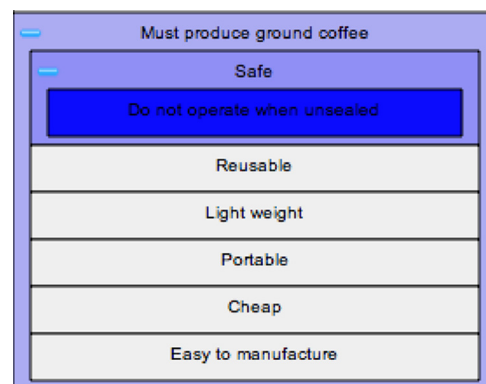 Must produce ground coffee
Safe
Do not operate when unsealed
Reusable
Light weight
Portable
Cheap
Easy to manufacture